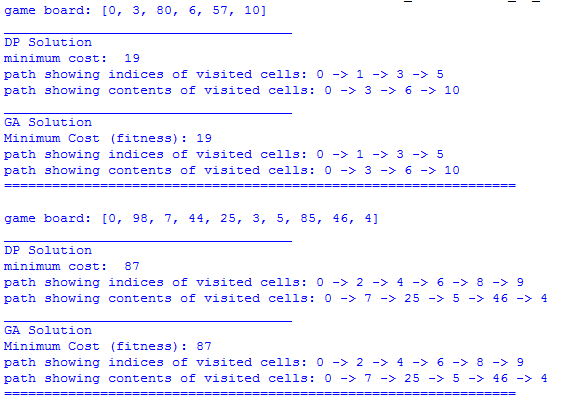 game board: [0, 3, 80, 6, 57, 10]
____________________________________
DP Solution
minimum cost:  19
path showing indices of visited cells: 0 -> 1 -> 3 -> 5
path showing contents of visited cells: 0 -> 3 -> 6 -> 10
____________________________________
GA Solution
Minimum Cost (fitness): 19
path showing indices of visited cells: 0 -> 1 -> 3 -> 5
path showing contents of visited cells: 0 -> 3 -> 6 -> 10
================================================================
game board: [0, 98, 7, 44, 25, 3, 5, 85, 46, 4]
____________________________________
DP Solution
minimum cost:  87
path showing indices of visited cells: 0 -> 2 -> 4 -> 6 -> 8 -> 9
path showing contents of visited cells: 0 -> 7 -> 25 -> 5 -> 46 -> 4
____________________________________
GA Solution
Minimum Cost (fitness): 87
path showing indices of visited cells: 0 -> 2 -> 4 -> 6 -> 8 -> 9
path showing contents of visited cells: 0 -> 7 -> 25 -> 5 -> 46 -> 4
================================================================